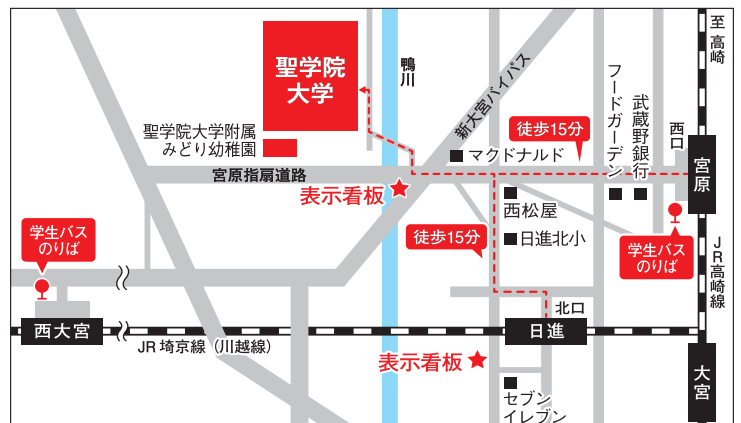 至
高崎
聖学院
大学
鴨川
新大宮バイパス
フードガーデン
武蔵野銀行
西口
徒歩15分
聖学院大学附属
みどり幼稚園
マクドナルド
宮原
宮原指扇道路
表示看板
西松屋
学生バス
のりば
徒歩15分
日進北小
学生バス
のりば
JR高崎線
北口
西大宮
日進
JR 埼京線（川越線）
表示看板
大宮
セブン
イレブン